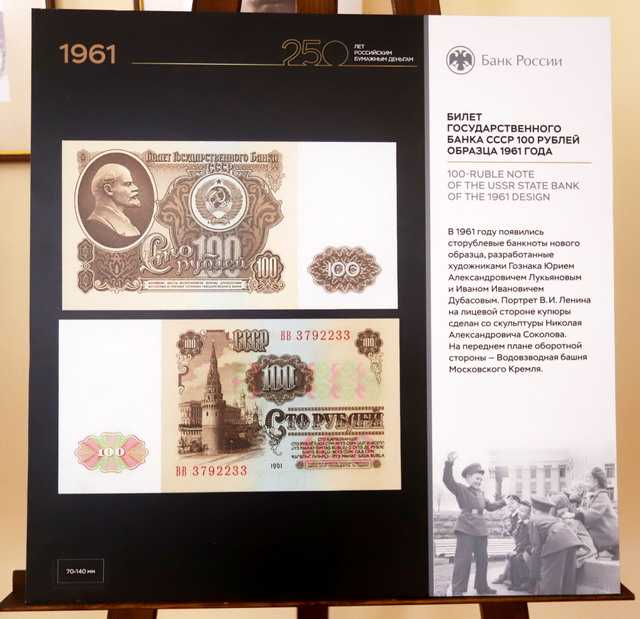 1961
250 ЛЕТ
РОССИЙСКИМ
БУМАЖНЫМ ДЕНЬГАМ
Билет Государственного Банка
СССР
100
Сто
рублей
100
100
СССР
ВВ 3792233
100
100
100
СТО РУБЛЕЙ
100
ВВ 3792233
1961
70×140 мм
Банк России
БИЛЕТ
ГОСУДАРСТВЕННОГО
БАНКА СССР 100 РУБЛЕЙ
ОБРАЗЦА 1961 ГОДА
100-RUBLE NOTE
OF THE USSR STATE BANK
OF THE 1961 DESIGN
В 1961 году появились
сторублевые банкноты нового
образца, разработанные
художниками Гознака Юрием
Александровичем Лукьяновым
и Иваном Ивановичем
Дубасовым. Портрет В. И. Ленина
на лицевой стороне купюры
сделан со скульптуры Николая
Александровича Соколова.
На переднем плане оборотной
стороны — Водовзводная башня
Московского Кремля.